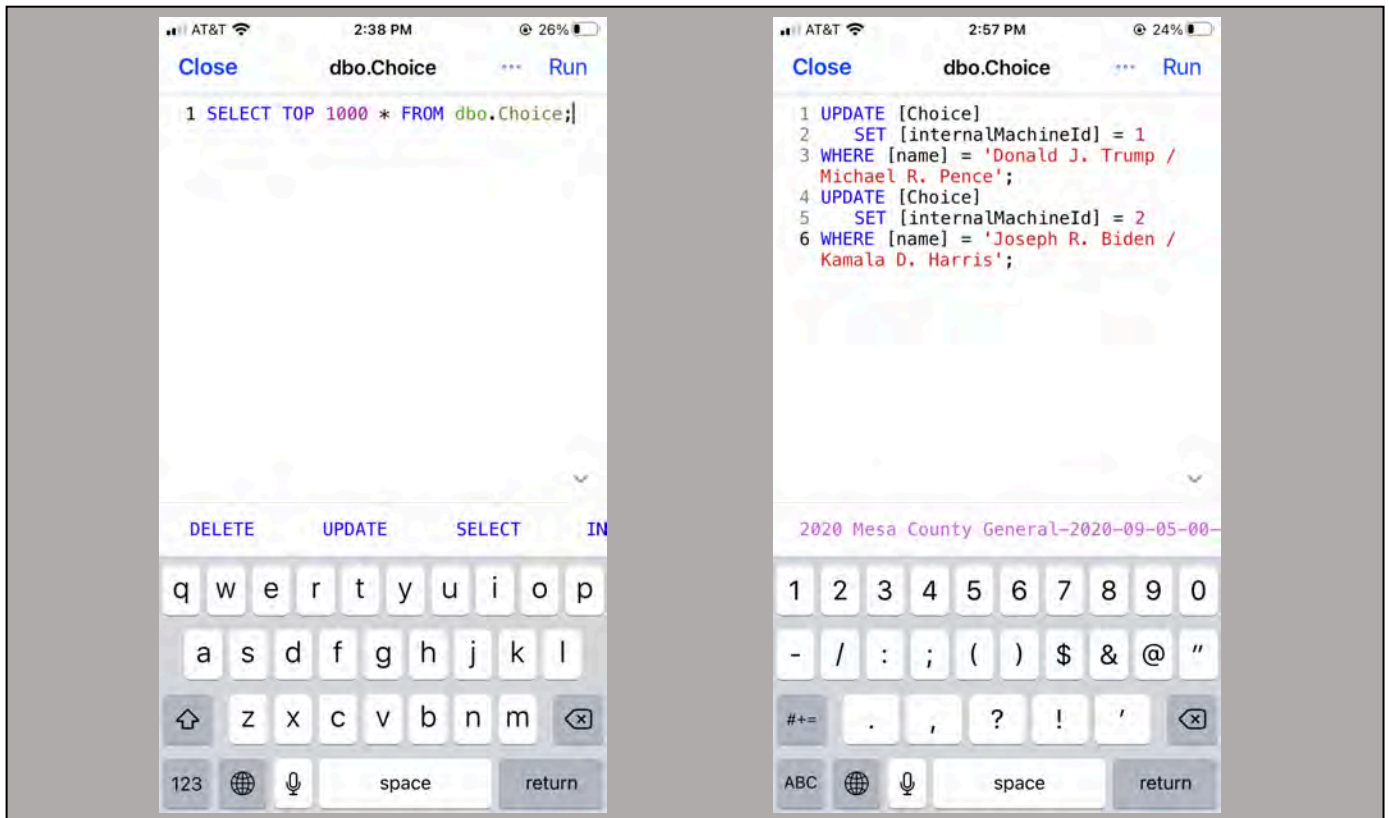 AT&T 2:38 PM 26%
Close dbo.Choice ... Run
1 SELECT TOP 1000 * FROM dbo.Choice;
DELETE UPDATE SELECT IN
q w e r t y u i o p
a s d f g h j k l
z x c v b n m
123 space return
AT&T 2:57 PM 24%
Close dbo.Choice ... Run
1 UPDATE [Choice]
2 SET [internalMachineId] = 1
3 WHERE [name] = 'Donald J. Trump /
Michael R. Pence';
4 UPDATE [Choice]
5 SET [internalMachineId] = 2
6 WHERE [name] = 'Joseph R. Biden /
Kamala D. Harris';
2020 Mesa County General-2020-09-05-00-
1 2 3 4 5 6 7 8 9 0
- / : ; ( ) $ & @ "
#+= . , ? ! '
ABC space return